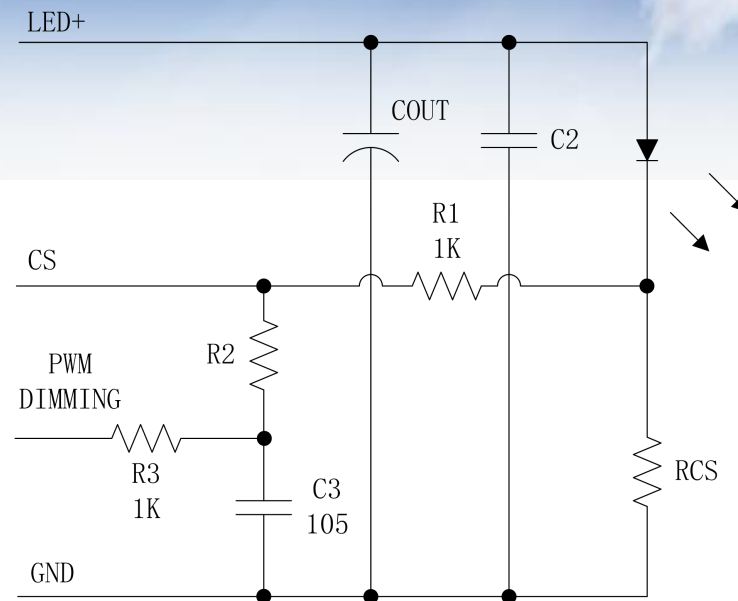 LED+
COUT
C2
R1
1K
CS
R2
PWM
DIMMING
R3
1K
C3
105
RCS
GND